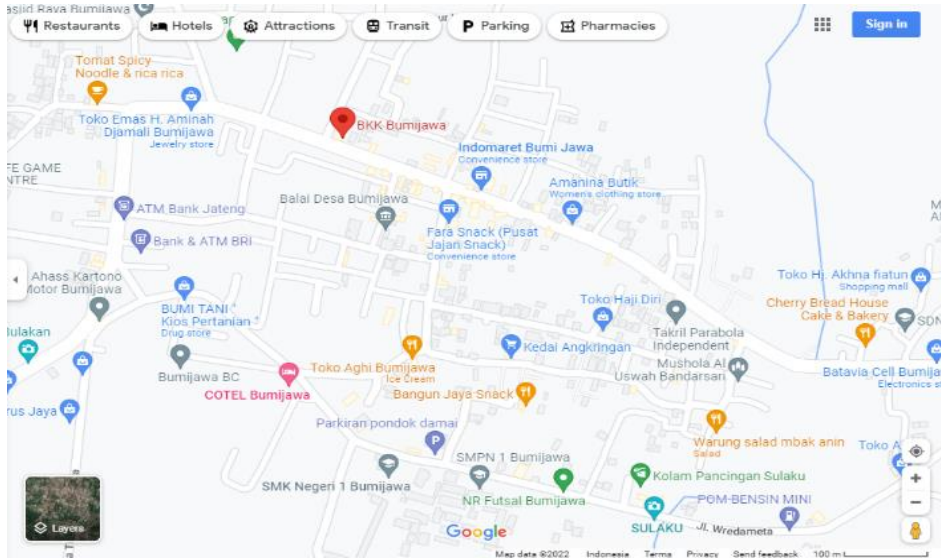 Masjid Raya Bumijawa
Restaurants
Hotels
Attractions
Transit
Parking
Pharmacies
Sign in
Tomat Spicy
Noodle & rica rica
Toko Emas H. Aminah
Djamali Bumijawa
Jewelry store
BKK Bumijawa
Indomaret Bumi Jawa
Convenience store
Amanina Butik
Women's clothing store
Balai Desa Bumijawa
ATM Bank Jateng
Bank & ATM BRI
Fara Snack (Pusat
Jajan Snack)
Convenience store
Ahass Kartono
Motor Bumijawa
BUMI TANI "
Kios Pertanian "
Drug store
Toko Haji Diri
Toko Hj. Akhna fiatun
Shopping mall
Cherry Bread House
Cake & Bakery
SDN
Takril Parabola
Independent
Kedai Angkringan
Bumijawa BC
COTEL Bumijawa
Toko Aghi Bumijawa
Ice Cream
Mushola Al
Uswah Bandarsari
Batavia Cell Bumija
Electronics s
Bangun Jaya Snack
rus Jaya
Parkiran pondok damai
Warung salad mbak anin
Salad
Toko A
SMPN 1 Bumijawa
SMK Negeri 1 Bumijawa
NR Futsal Bumijawa
Kolam Pancingan Sulaku
SULAKU
POM-BENSIN MINI
JL. Wredameta
Layers
Google
Map data ©2022
Indonesia
Terms
Privacy
Send feedback
100 m